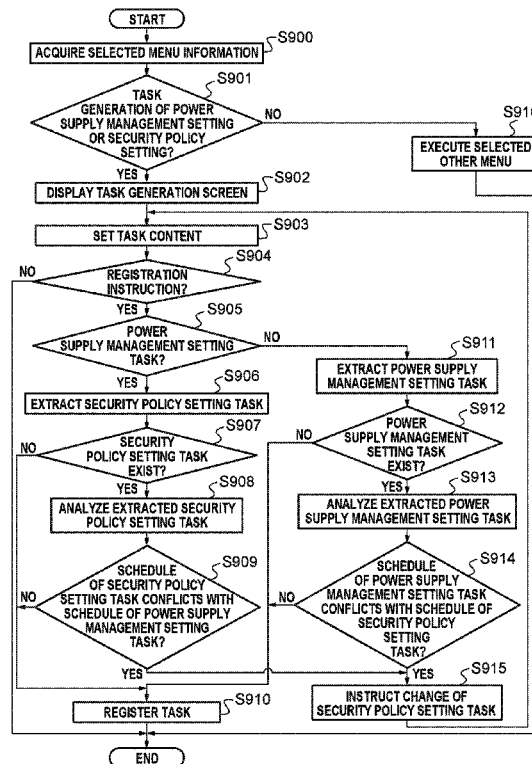 START
ACQUIRE SELECTED MENU INFORMATION
S900
S901
TASK
GENERATION OF POWER
SUPPLY MANAGEMENT SETTING
OR SECURITY POLICY
SETTING?
NO
YES
S916
EXECUTE SELECTED
OTHER MENU
DISPLAY TASK GENERATION SCREEN
S902
SET TASK CONTENT
S903
S904
NO
REGISTRATION
INSTRUCTION?
YES
S905
POWER
SUPPLY MANAGEMENT SETTING
TASK?
NO
YES
S906
EXTRACT SECURITY POLICY SETTING TASK
S911
EXTRACT POWER SUPPLY
MANAGEMENT SETTING TASK
S907
NO
SECURITY
POLICY SETTING TASK
EXIST?
YES
S912
NO
POWER
SUPPLY MANAGEMENT
SETTING TASK
EXIST?
YES
S908
ANALYZE EXTRACTED SECURITY
POLICY SETTING TASK
S913
ANALYZE EXTRACTED POWER
SUPPLY MANAGEMENT SETTING TASK
S909
SCHEDULE
OF SECURITY POLICY
SETTING TASK CONFLICTS WITH
SCHEDULE OF POWER SUPPLY
MANAGEMENT SETTING
TASK?
NO
YES
S914
SCHEDULE
OF POWER SUPPLY
MANAGEMENT SETTING TASK
CONFLICTS WITH SCHEDULE OF
SECURITY POLICY
SETTING
TASK?
NO
YES
S915
INSTRUCT CHANGE OF
SECURITY POLICY SETTING TASK
S910
REGISTER TASK
END